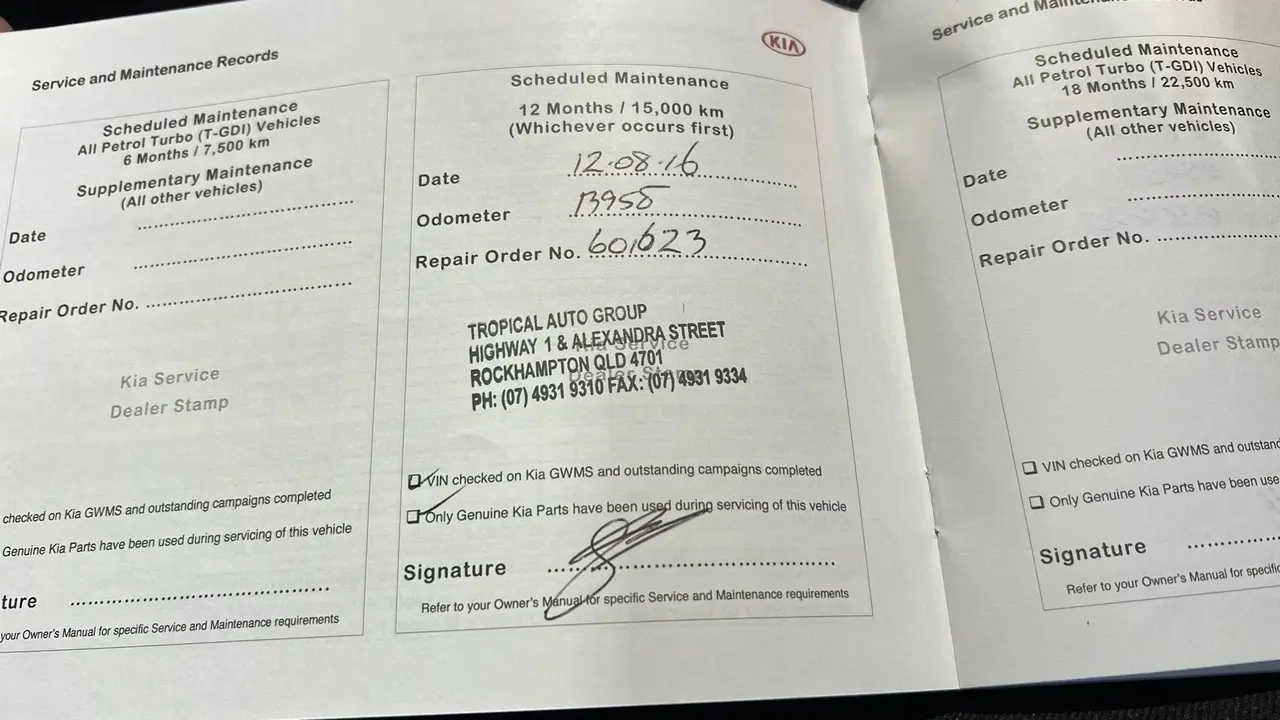 Service and Maintenance Records
Scheduled Maintenance
All Petrol Turbo (T-GDI) Vehicles
6 Months / 7,500 km
Supplementary Maintenance
(All other vehicles)
Date ........................................
Odometer ........................................
Repair Order No. ........................................
Kia Service
Dealer Stamp
checked on Kia GWMS and outstanding campaigns completed
Genuine Kia Parts have been used during servicing of this vehicle
ture ........................................
your Owner's Manual for specific Service and Maintenance requirements
KIA
Scheduled Maintenance
12 Months / 15,000 km
(Whichever occurs first)
Date 12.08.16
Odometer 13958
Repair Order No. 601623
TROPICAL AUTO GROUP
HIGHWAY 1 & ALEXANDRA STREET
Kia Service
ROCKHAMPTON QLD 4701
Dealer Stamp
PH: (07) 4931 9310 FAX: (07) 4931 9334
VIN checked on Kia GWMS and outstanding campaigns completed
Only Genuine Kia Parts have been used during servicing of this vehicle
Signature ........................................
Refer to your Owner's Manual for specific Service and Maintenance requirements
Service and
Scheduled Maintenance
All Petrol Turbo (T-GDI) Vehicles
18 Months / 22,500 km
Supplementary Maintenance
(All other vehicles)
Date ........................................
Odometer ........................................
Repair Order No. ........................................
Kia Service
Dealer Stamp
VIN checked on Kia GWMS and outstand
Only Genuine Kia Parts have been use
Signature ....................
Refer to your Owner's Manual for specific